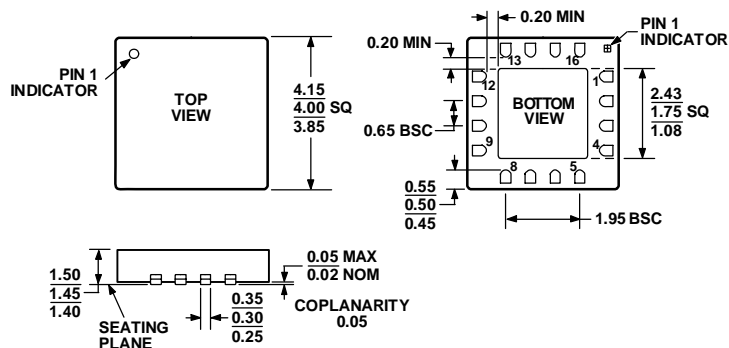 PIN 1
INDICATOR
TOP
VIEW
4.15
4.00 SQ
3.85
0.20 MIN
0.20 MIN
PIN 1
INDICATOR
13
16
12
1
BOTTOM
VIEW
0.65 BSC
9
4
8
5
2.43
1.75 SQ
1.08
0.55
0.50
0.45
1.95 BSC
1.50
1.45
1.40
SEATING
PLANE
0.05 MAX
0.02 NOM
0.35
0.30
0.25
COPLANARITY
0.05